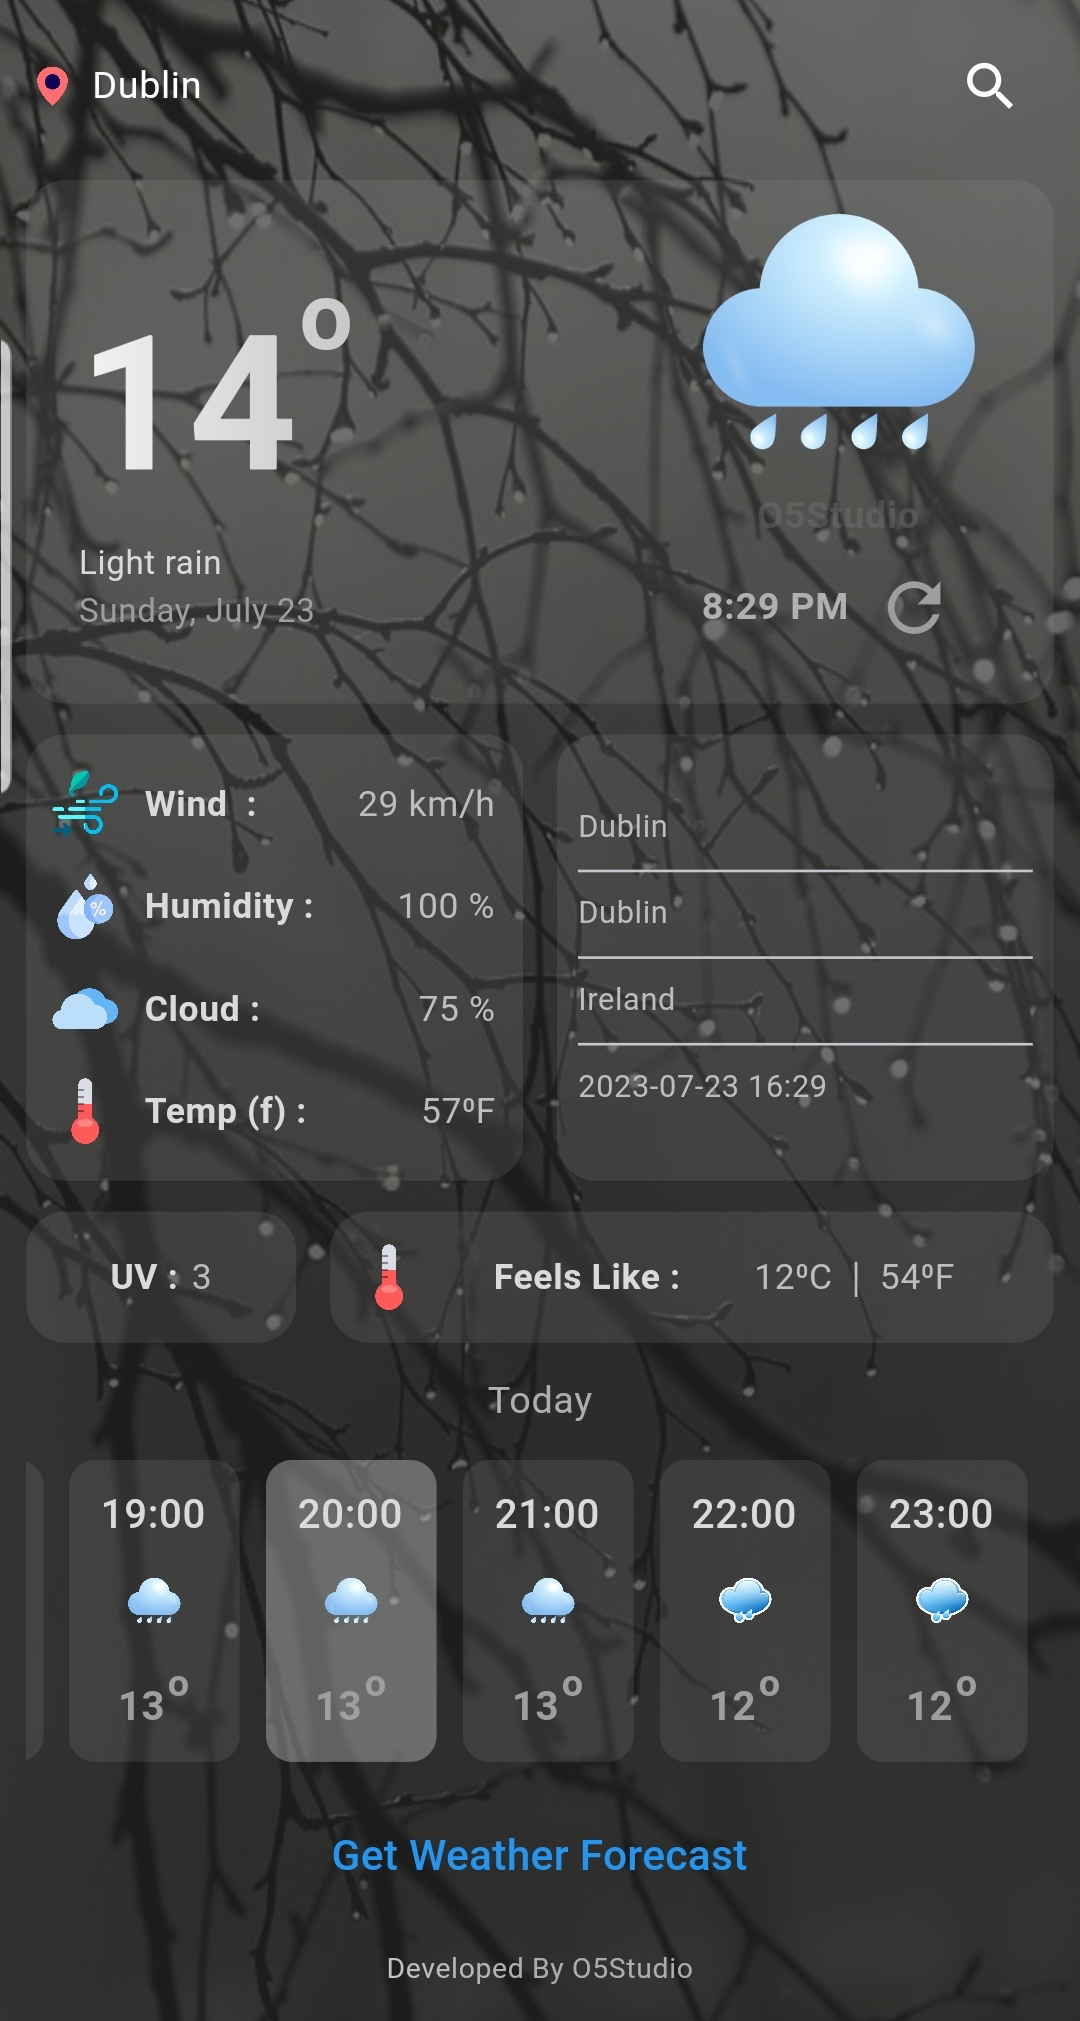 Dublin
14°
O5Studio
Light rain
Sunday, July 23
8:29 PM
Wind :
29 km/h
Humidity :
100 %
Cloud :
75 %
Temp (f) :
57ºF
Dublin
Dublin
Ireland
2023-07-23 16:29
UV : 3
Feels Like :
12ºC | 54ºF
Today
19:00 20:00 21:00 22:00 23:00
13° 13° 13° 12° 12°
Get Weather Forecast
Developed By O5Studio